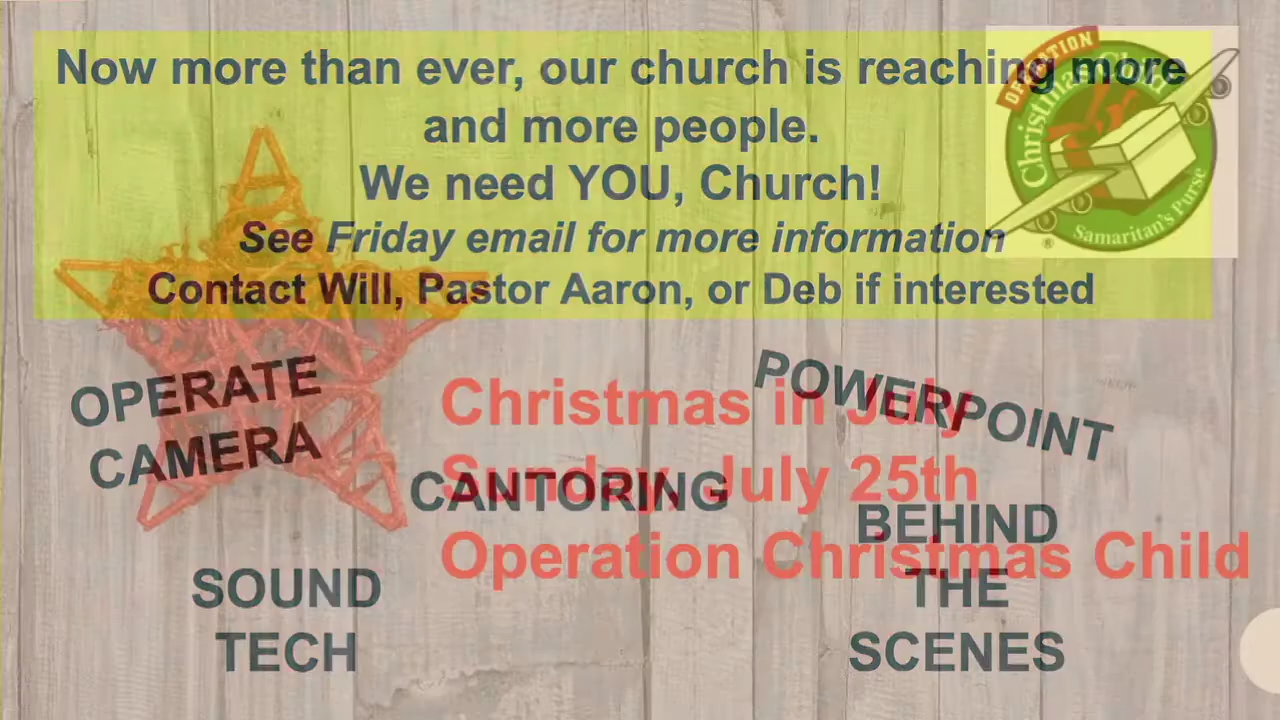 Now more than ever, our church is reaching more
and more people.
We need YOU, Church!
See Friday email for more information
Contact Will, Pastor Aaron, or Deb if interested
OPERATION
Christmas Child
Samaritan's Purse
®
OPERATE
CAMERA
POWERPOINT
Christmas in July
Sunday, July 25th
Operation Christmas Child
CANTORING
BEHIND
THE
SCENES
SOUND
TECH